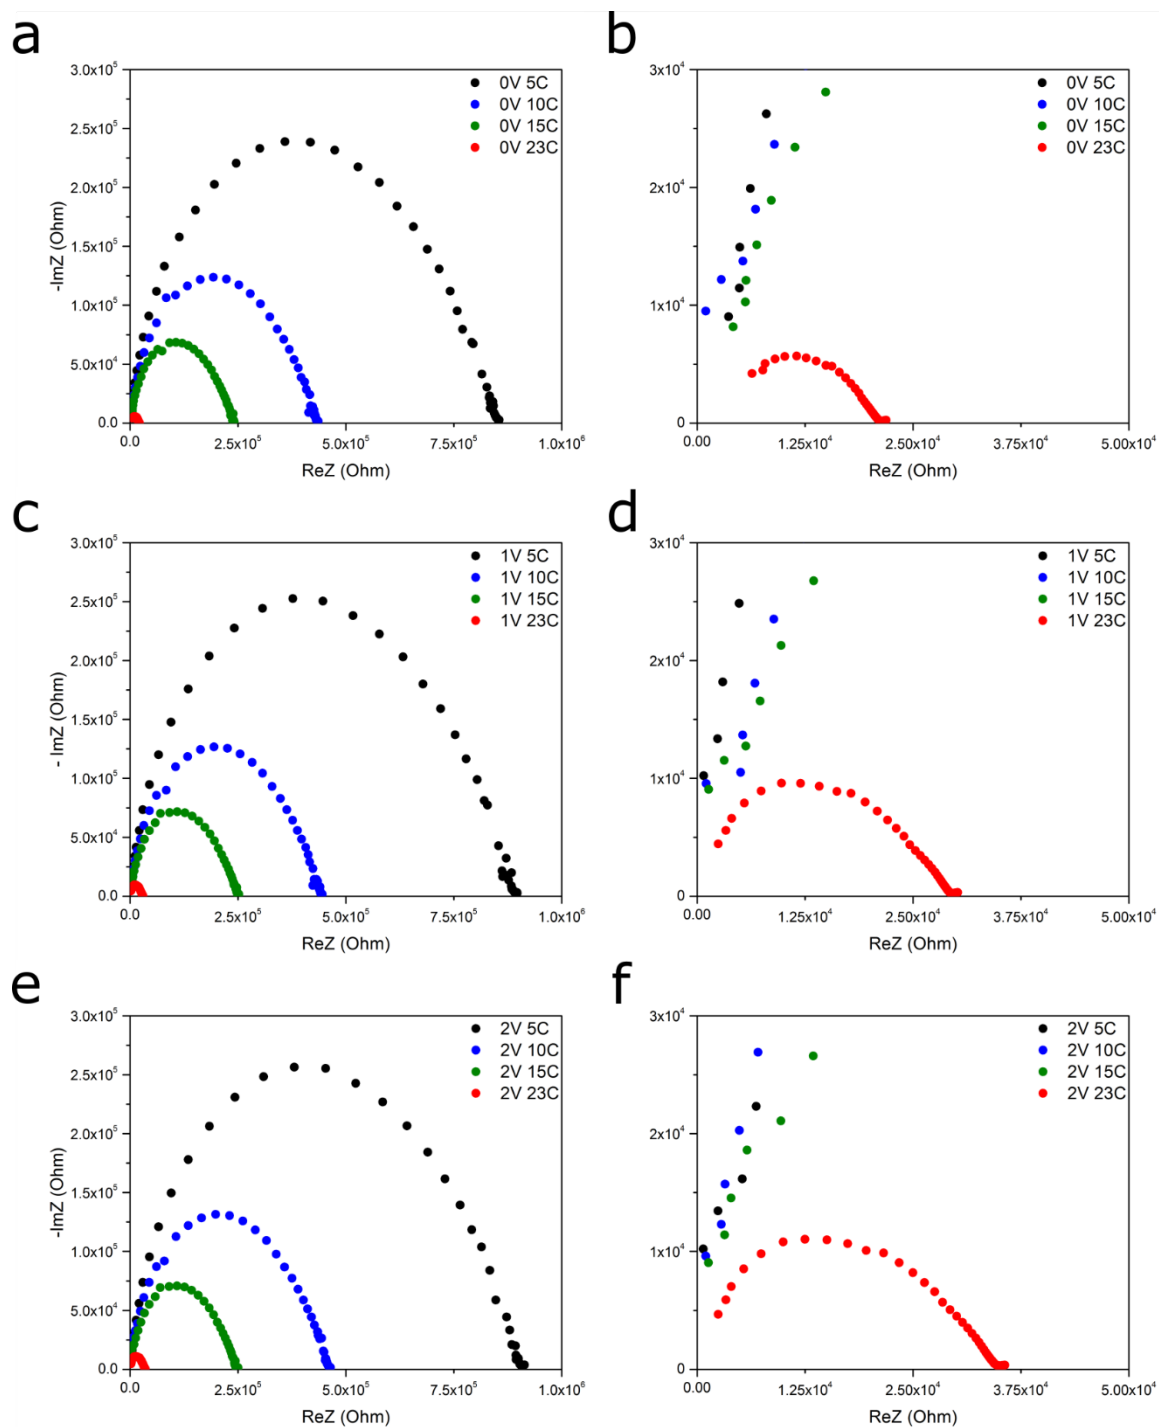 a
3.0x10⁵
2.5x10⁵
2.0x10⁵
1.5x10⁵
1.0x10⁵
5.0x10⁴
0.0
-ImZ (Ohm)
0V 5C
0V 10C
0V 15C
0V 23C
0.0 2.5x10⁵ 5.0x10⁵ 7.5x10⁵ 1.0x10⁶
ReZ (Ohm)
b
3x10⁴
2x10⁴
1x10⁴
0
0V 5C
0V 10C
0V 15C
0V 23C
0.00 1.25x10⁴ 2.50x10⁴ 3.75x10⁴ 5.00x10⁴
ReZ (Ohm)
c
3.0x10⁵
2.5x10⁵
2.0x10⁵
1.5x10⁵
1.0x10⁵
5.0x10⁴
0.0
- ImZ (Ohm)
1V 5C
1V 10C
1V 15C
1V 23C
0.0 2.5x10⁵ 5.0x10⁵ 7.5x10⁵ 1.0x10⁶
ReZ (Ohm)
d
3x10⁴
2x10⁴
1x10⁴
0
1V 5C
1V 10C
1V 15C
1V 23C
0.00 1.25x10⁴ 2.50x10⁴ 3.75x10⁴ 5.00x10⁴
ReZ (Ohm)
e
3.0x10⁵
2.5x10⁵
2.0x10⁵
1.5x10⁵
1.0x10⁵
5.0x10⁴
0.0
-ImZ (Ohm)
2V 5C
2V 10C
2V 15C
2V 23C
0.0 2.5x10⁵ 5.0x10⁵ 7.5x10⁵ 1.0x10⁶
ReZ (Ohm)
f
3x10⁴
2x10⁴
1x10⁴
0
2V 5C
2V 10C
2V 15C
2V 23C
0.00 1.25x10⁴ 2.50x10⁴ 3.75x10⁴ 5.00x10⁴
ReZ (Ohm)